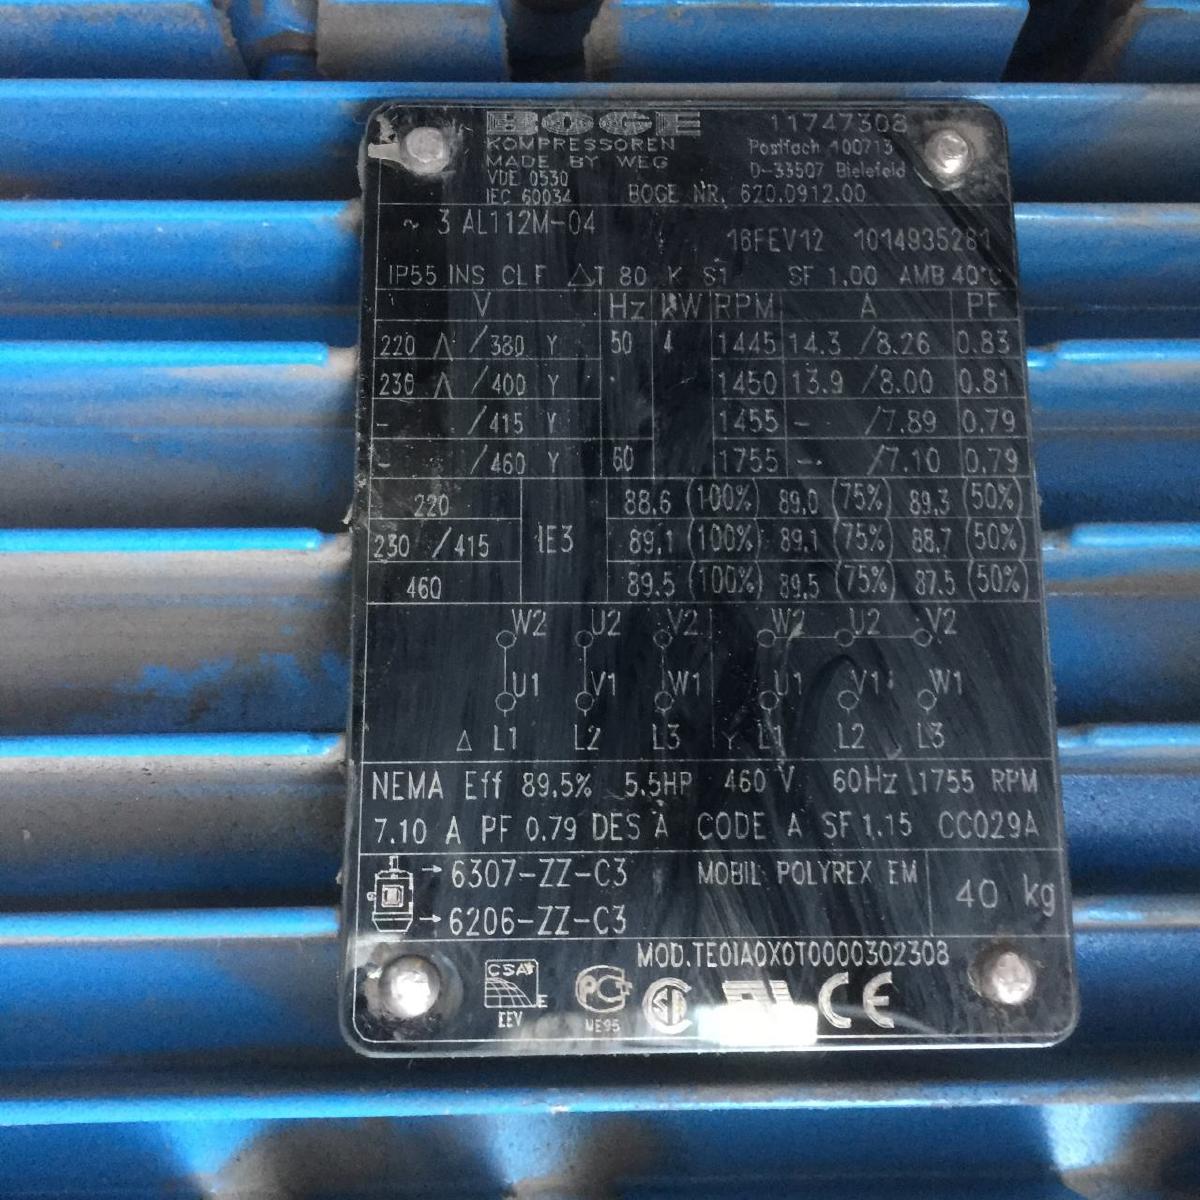 BOGE 11747308
KOMPRESSOREN Postfach 100713
MADE BY WEG D-33507 Bielefeld
VDE 0530
IEC 60034 BOGE NR. 620.0912.00
~ 3 AL112M-04
16FEV12 1014935281
IP55 INS CL F △T 80 K S1 SF 1.00 AMB 40°C
V Hz kW RPM A PF
220 △ /380 Y 50 4 1445 14.3 /8.26 0.83
230 △ /400 Y 1450 13.9 /8.00 0.81
- /415 Y 1455 - /7.89 0.79
- /460 Y 60 1755 - /7.10 0.79
220 88.6 (100%) 89.0 (75%) 89.3 (50%)
230 /415 IE3 89.1 (100%) 89.1 (75%) 88.7 (50%)
460 89.5 (100%) 89.5 (75%) 87.5 (50%)
W2 U2 V2 W2 U2 V2
U1 V1 W1 U1 V1 W1
△ L1 L2 L3 Y L1 L2 L3
NEMA Eff 89.5% 5.5HP 460 V 60Hz 1755 RPM
7.10 A PF 0.79 DES A CODE A SF 1.15 CC029A
→ 6307-ZZ-C3 MOBIL POLYREX EM
40 kg
→ 6206-ZZ-C3
MOD.TE01A0X0T0000302308
CSA E EEV
PCT ME95
CE